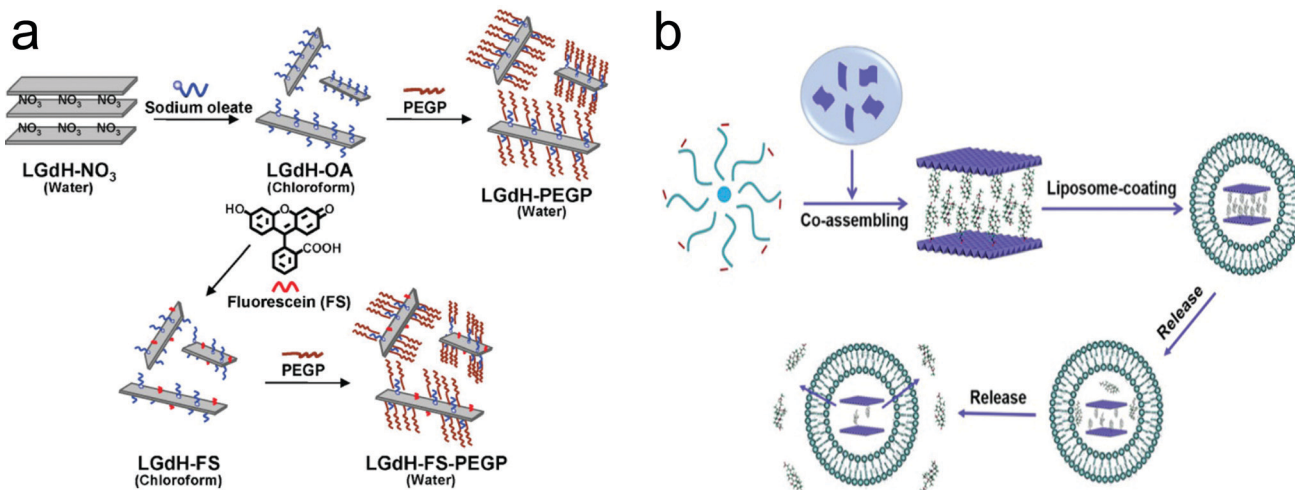 a
NO3 NO3 NO3
NO3 NO3 NO3
LGdH-NO3
(Water)
Sodium oleate
LGdH-OA
(Chloroform)
PEGP
LGdH-PEGP
(Water)
HO
O
O
COOH
Fluorescein (FS)
LGdH-FS
(Chloroform)
PEGP
LGdH-FS-PEGP
(Water)
b
Co-assembling
Liposome-coating
Release
Release